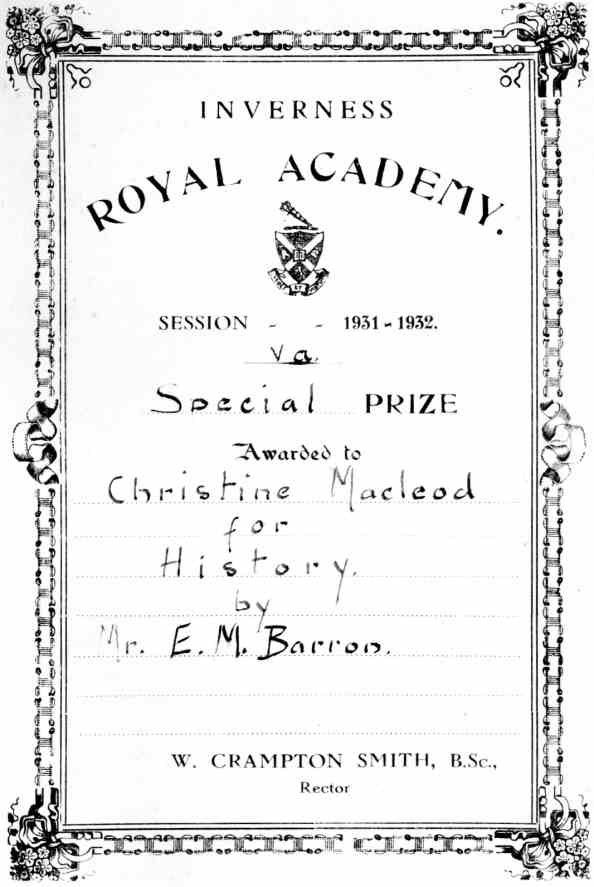 INVERNESS
ROYAL ACADEMY.
SESSION - - 1931-1932.
Va.
Special PRIZE
Awarded to
Christine Macleod
for
History.
by
Mr. E. M. Barron.
W. CRAMPTON SMITH, B.Sc.,
Rector